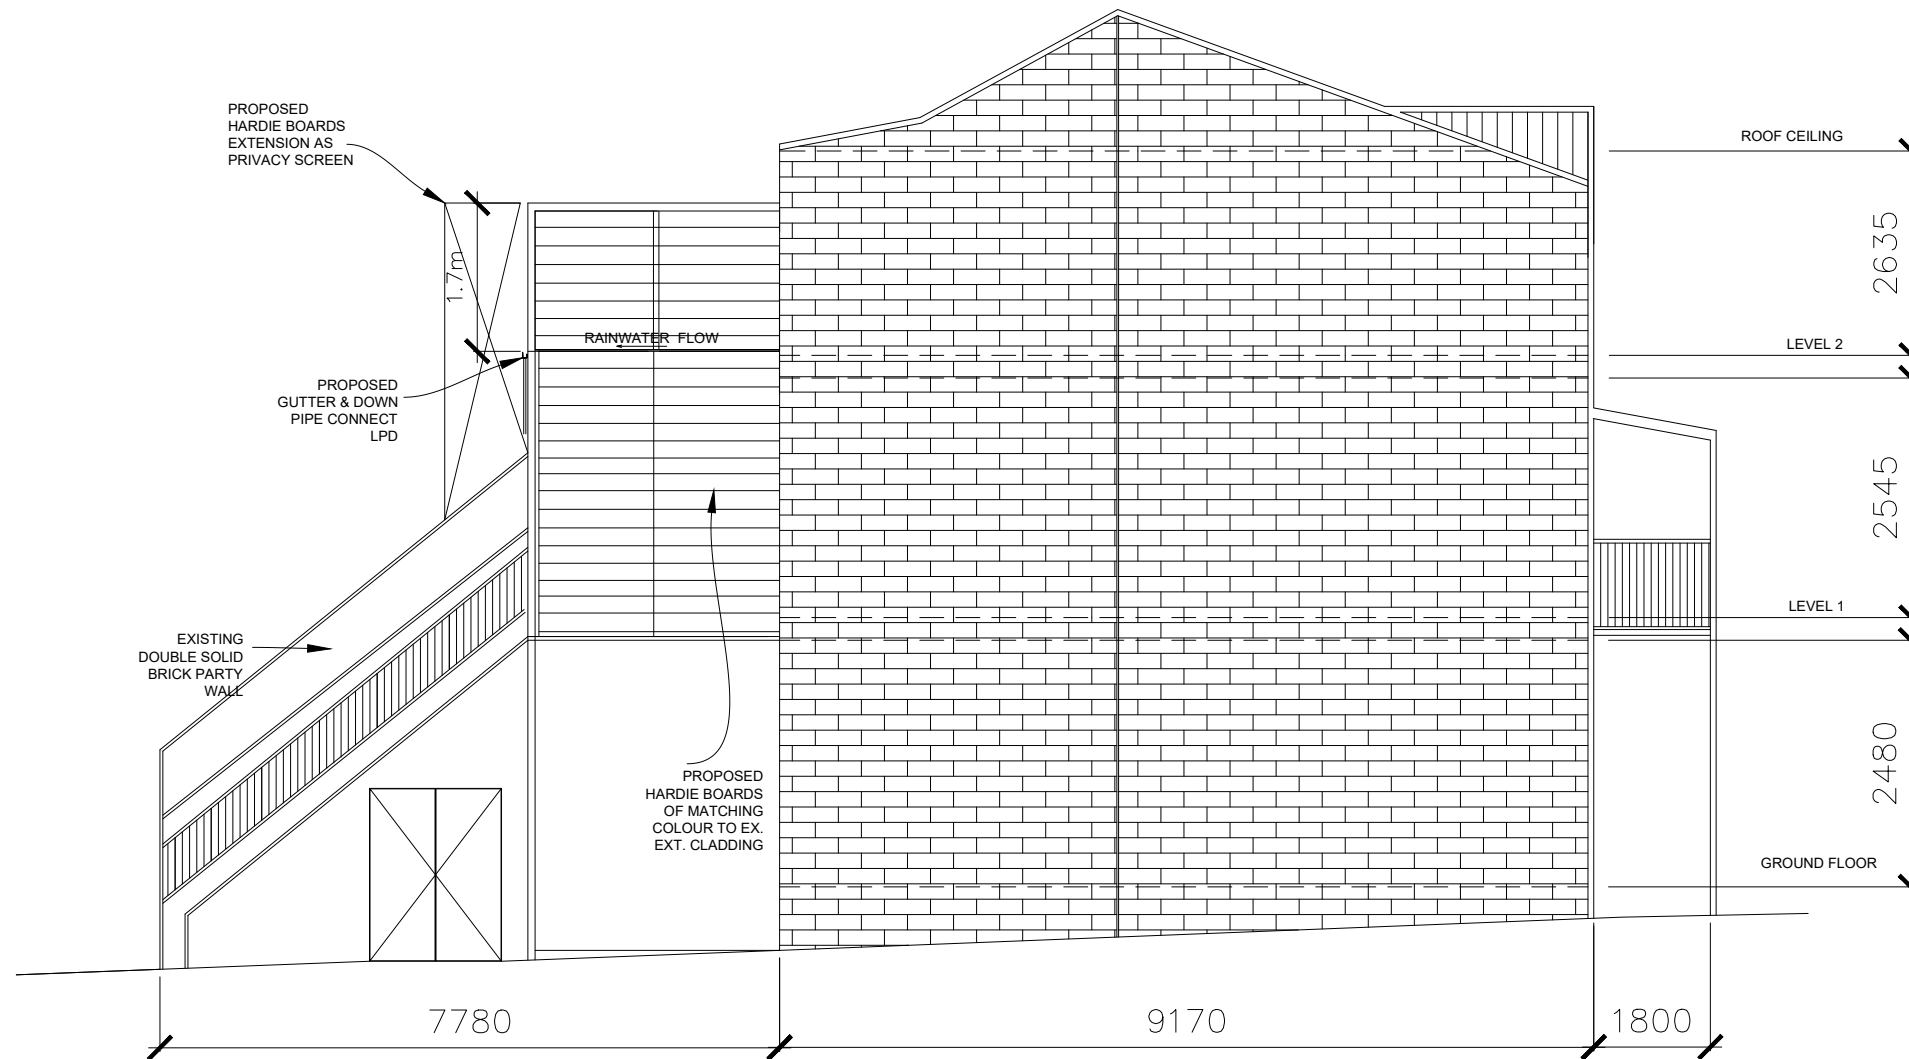 PROPOSED
HARDIE BOARDS
EXTENSION AS
PRIVACY SCREEN
ROOF CEILING
2635
1.7m
RAINWATER FLOW
LEVEL 2
PROPOSED
GUTTER & DOWN
PIPE CONNECT
LPD
2545
LEVEL 1
EXISTING
DOUBLE SOLID
BRICK PARTY
WALL
2480
PROPOSED
HARDIE BOARDS
OF MATCHING
COLOUR TO EX.
EXT. CLADDING
GROUND FLOOR
7780
9170
1800